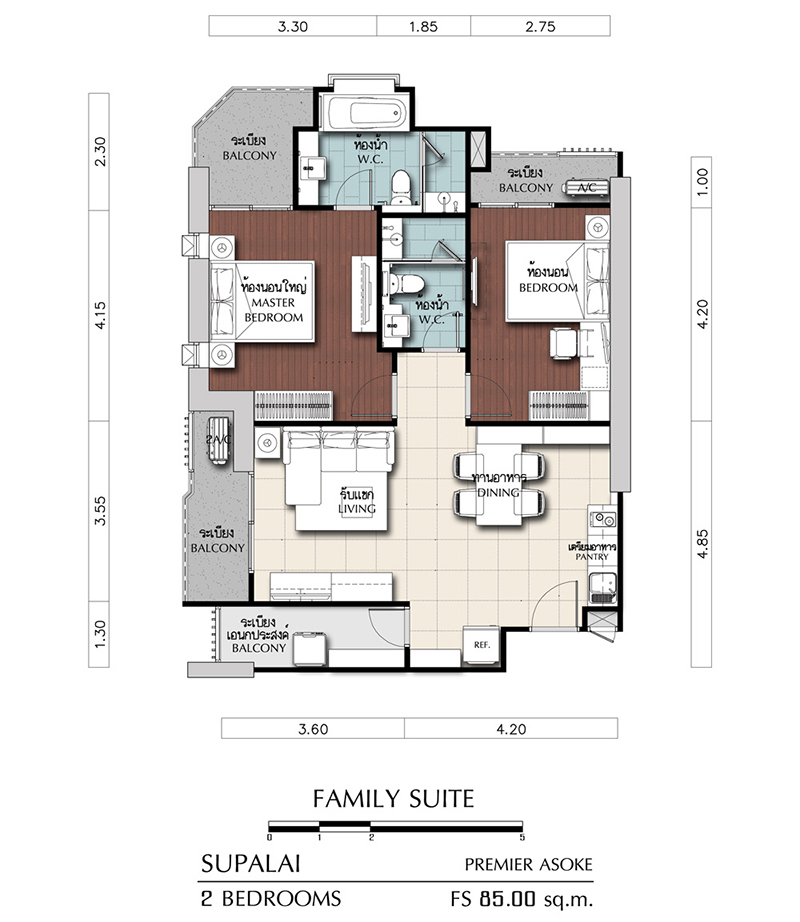 3.30 1.85 2.75
2.30
4.15
3.55
1.30
1.00
4.20
4.85
ระเบียง
BALCONY
ห้องน้ำ
W.C.
ระเบียง
BALCONY
A/C
ห้องนอนใหญ่
MASTER
BEDROOM
ห้องน้ำ
W.C.
ห้องนอน
BEDROOM
2A/C
ระเบียง
BALCONY
รับแขก
LIVING
ทานอาหาร
DINING
เตรียมอาหาร
PANTRY
ระเบียง
เอนกประสงค์
BALCONY
REF.
3.60 4.20
FAMILY SUITE
0 1 2 5
SUPALAI PREMIER ASOKE
2 BEDROOMS FS 85.00 sq.m.